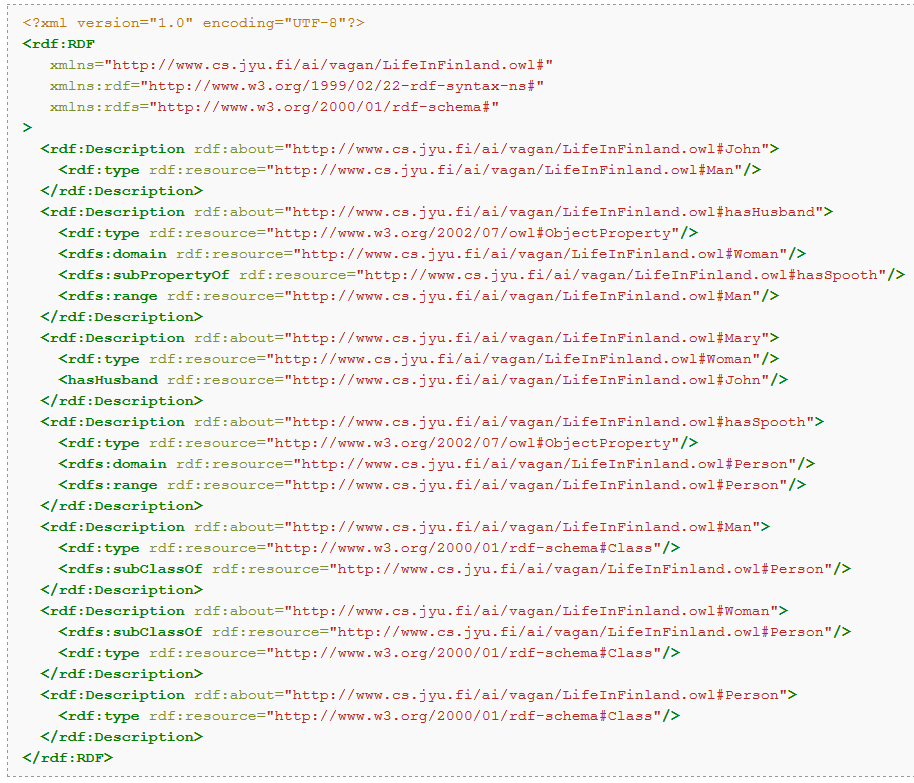 <?xml version="1.0" encoding="UTF-8"?>
<rdf:RDF
xmlns="http://www.cs.jyu.fi/ai/vagan/LifeInFinland.owl#"
xmlns:rdf="http://www.w3.org/1999/02/22-rdf-syntax-ns#"
xmlns:rdfs="http://www.w3.org/2000/01/rdf-schema#"
>
<rdf:Description rdf:about="http://www.cs.jyu.fi/ai/vagan/LifeInFinland.owl#John">
<rdf:type rdf:resource="http://www.cs.jyu.fi/ai/vagan/LifeInFinland.owl#Man"/>
</rdf:Description>
<rdf:Description rdf:about="http://www.cs.jyu.fi/ai/vagan/LifeInFinland.owl#hasHusband">
<rdf:type rdf:resource="http://www.w3.org/2002/07/owl#ObjectProperty"/>
<rdfs:domain rdf:resource="http://www.cs.jyu.fi/ai/vagan/LifeInFinland.owl#Woman"/>
<rdfs:subPropertyOf rdf:resource="http://www.cs.jyu.fi/ai/vagan/LifeInFinland.owl#hasSpooth"/>
<rdfs:range rdf:resource="http://www.cs.jyu.fi/ai/vagan/LifeInFinland.owl#Man"/>
</rdf:Description>
<rdf:Description rdf:about="http://www.cs.jyu.fi/ai/vagan/LifeInFinland.owl#Mary">
<rdf:type rdf:resource="http://www.cs.jyu.fi/ai/vagan/LifeInFinland.owl#Woman"/>
<hasHusband rdf:resource="http://www.cs.jyu.fi/ai/vagan/LifeInFinland.owl#John"/>
</rdf:Description>
<rdf:Description rdf:about="http://www.cs.jyu.fi/ai/vagan/LifeInFinland.owl#hasSpooth">
<rdf:type rdf:resource="http://www.w3.org/2002/07/owl#ObjectProperty"/>
<rdfs:domain rdf:resource="http://www.cs.jyu.fi/ai/vagan/LifeInFinland.owl#Person"/>
<rdfs:range rdf:resource="http://www.cs.jyu.fi/ai/vagan/LifeInFinland.owl#Person"/>
</rdf:Description>
<rdf:Description rdf:about="http://www.cs.jyu.fi/ai/vagan/LifeInFinland.owl#Man">
<rdf:type rdf:resource="http://www.w3.org/2000/01/rdf-schema#Class"/>
<rdfs:subClassOf rdf:resource="http://www.cs.jyu.fi/ai/vagan/LifeInFinland.owl#Person"/>
</rdf:Description>
<rdf:Description rdf:about="http://www.cs.jyu.fi/ai/vagan/LifeInFinland.owl#Woman">
<rdfs:subClassOf rdf:resource="http://www.cs.jyu.fi/ai/vagan/LifeInFinland.owl#Person"/>
<rdf:type rdf:resource="http://www.w3.org/2000/01/rdf-schema#Class"/>
</rdf:Description>
<rdf:Description rdf:about="http://www.cs.jyu.fi/ai/vagan/LifeInFinland.owl#Person">
<rdf:type rdf:resource="http://www.w3.org/2000/01/rdf-schema#Class"/>
</rdf:Description>
</rdf:RDF>